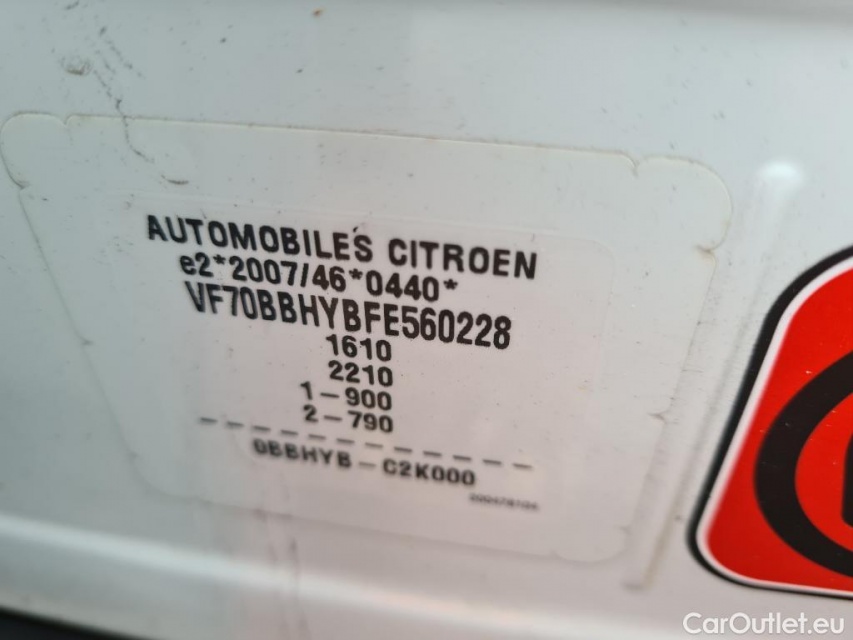 AUTOMOBILES CITROEN
e2*2007/46*0440*
VF70BBHYBFE560228
1610
2210
1-900
2-790
0BBHYB-C2K000
CarOutlet.eu